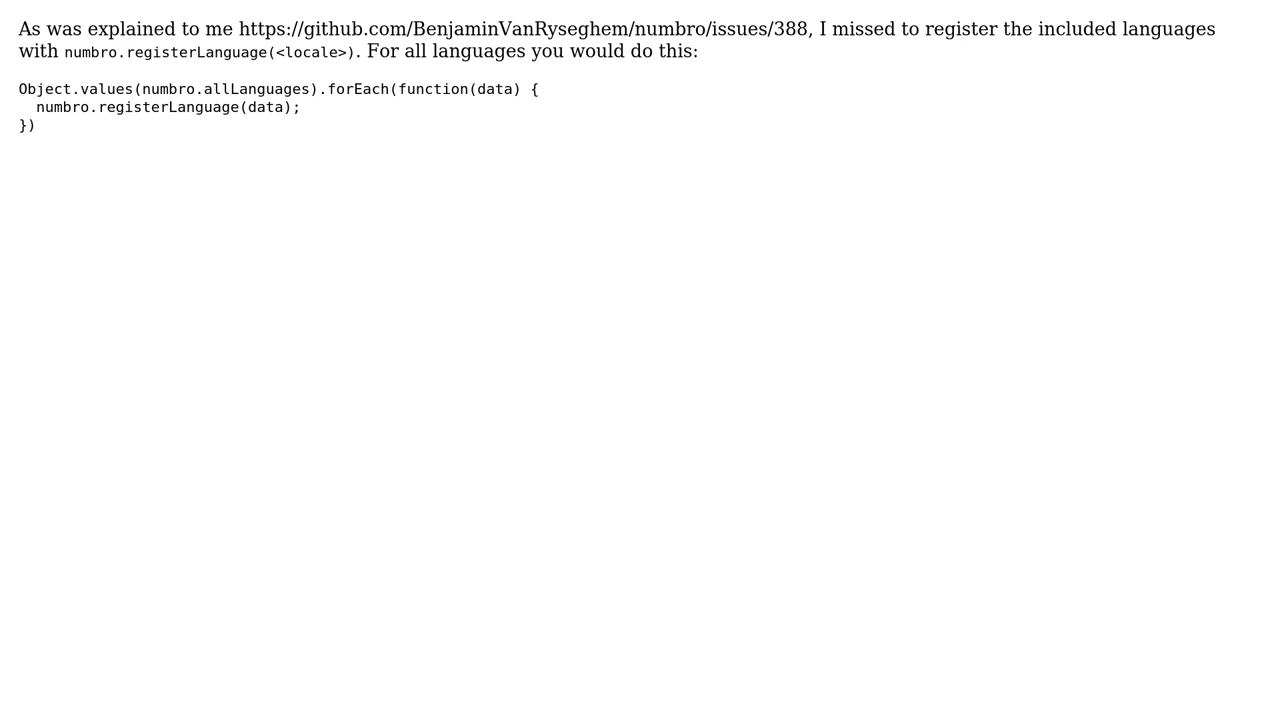 As was explained to me https://github.com/BenjaminVanRyseghem/numbro/issues/388, I missed to register the included languages
with numbro.registerLanguage(<locale>). For all languages you would do this:
Object.values(numbro.allLanguages).forEach(function(data) {
  numbro.registerLanguage(data);
})